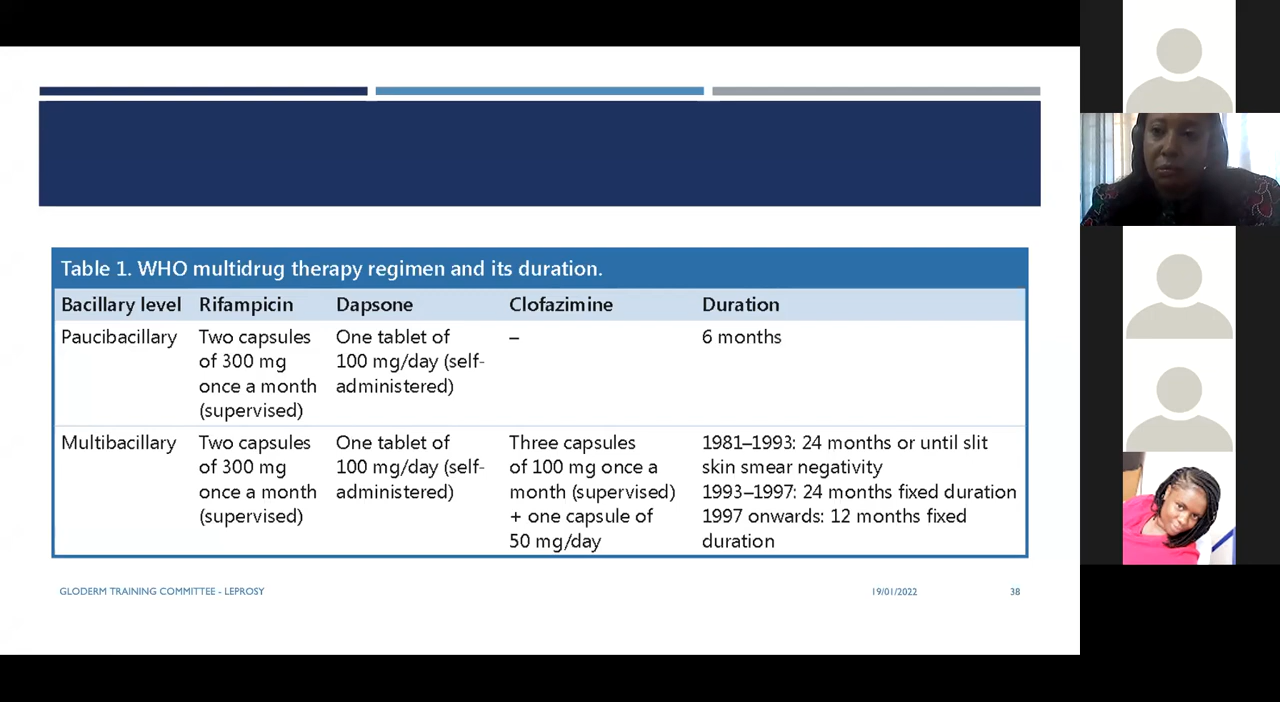 Table 1. WHO multidrug therapy regimen and its duration.
Bacillary level Rifampicin Dapsone Clofazimine Duration
Paucibacillary Two capsules One tablet of – 6 months
of 300 mg 100 mg/day (self-
once a month administered)
(supervised)
Multibacillary Two capsules One tablet of Three capsules 1981–1993: 24 months or until slit
of 300 mg 100 mg/day (self- of 100 mg once a skin smear negativity
once a month administered) month (supervised) 1993–1997: 24 months fixed duration
(supervised) + one capsule of 1997 onwards: 12 months fixed
50 mg/day duration
GLODERM TRAINING COMMITTEE - LEPROSY 19/01/2022 38